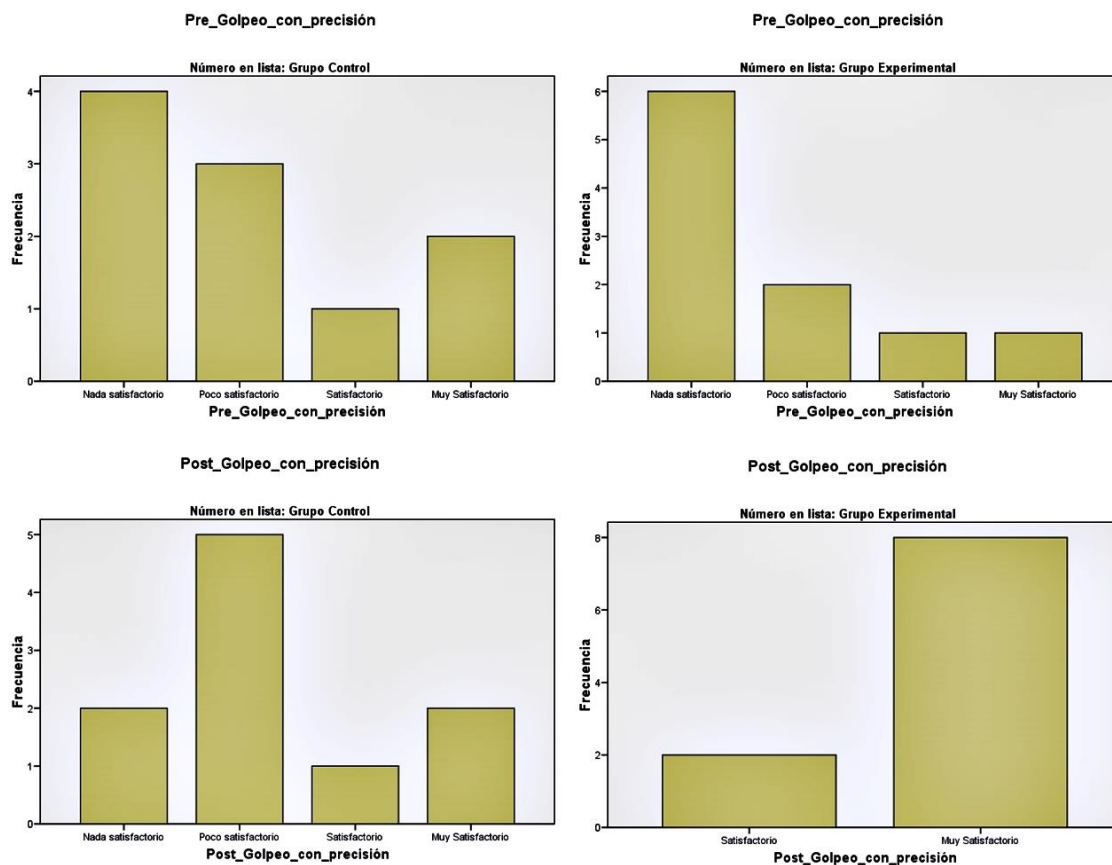 Pre_Golpeo_con_precisión
Número en lista: Grupo Control
Frecuencia
4
3
2
1
0
Nada satisfactorio
Poco satisfactorio
Satisfactorio
Muy Satisfactorio
Pre_Golpeo_con_precisión
Pre_Golpeo_con_precisión
Número en lista: Grupo Experimental
Frecuencia
6
5
4
3
2
1
0
Nada satisfactorio
Poco satisfactorio
Satisfactorio
Muy Satisfactorio
Pre_Golpeo_con_precisión
Post_Golpeo_con_precisión
Número en lista: Grupo Control
Frecuencia
5
4
3
2
1
0
Nada satisfactorio
Poco satisfactorio
Satisfactorio
Muy Satisfactorio
Post_Golpeo_con_precisión
Post_Golpeo_con_precisión
Número en lista: Grupo Experimental
Frecuencia
8
6
4
2
0
Satisfactorio
Muy Satisfactorio
Post_Golpeo_con_precisión